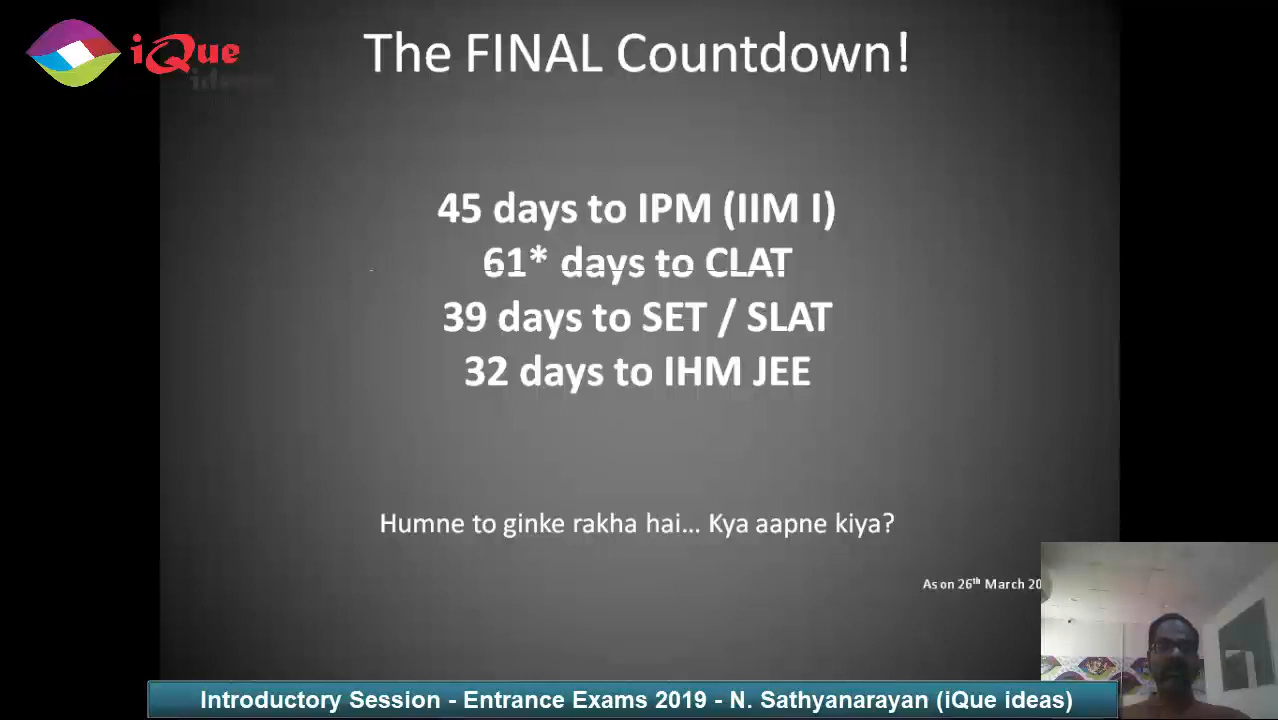 iQue
ideas
The FINAL Countdown!
45 days to IPM (IIM I)
61* days to CLAT
39 days to SET / SLAT
32 days to IHM JEE
Humne to ginke rakha hai... Kya aapne kiya?
As on 26th March 20
Introductory Session - Entrance Exams 2019 - N. Sathyanarayan (iQue ideas)